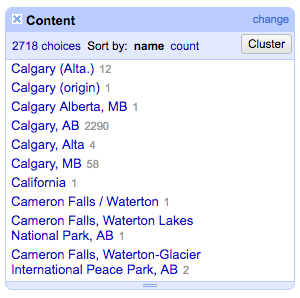 Content change
2718 choices Sort by: name count Cluster
Calgary (Alta.) 12
Calgary (origin) 1
Calgary Alberta, MB 1
Calgary, AB 2290
Calgary, Alta 4
Calgary, MB 58
California 1
Cameron Falls / Waterton 1
Cameron Falls, Waterton Lakes
National Park, AB 1
Cameron Falls, Waterton-Glacier
International Peace Park, AB 2